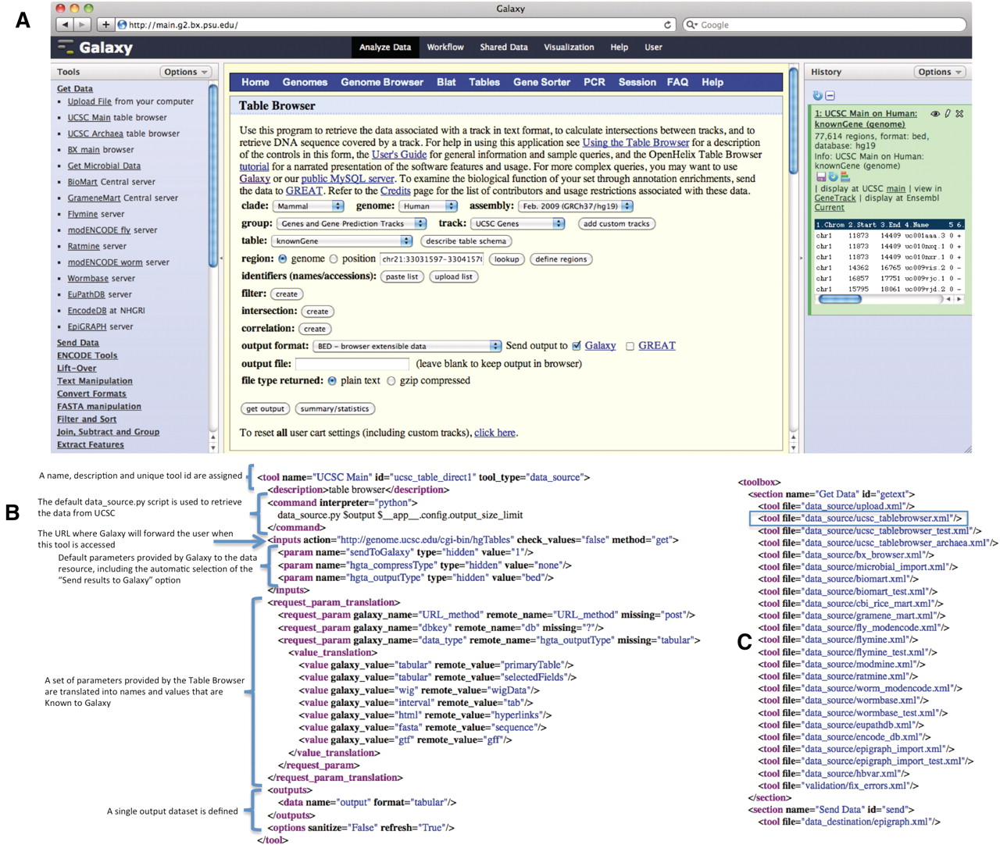 A
Galaxy
http://main.g2.bx.psu.edu/
Google
Galaxy
Analyze Data Workflow Shared Data Visualization Help User
Tools Options
Get Data
Upload File from your computer
UCSC Main table browser
UCSC Archaea table browser
BX main browser
Get Microbial Data
BioMart Central server
GrameneMart Central server
Flymine server
modENCODE fly server
Ratmine server
modENCODE worm server
Wormbase server
EuPathDB server
EncodeDB at NHGRI
EpiGRAPH server
Send Data
ENCODE Tools
Lift-Over
Text Manipulation
Convert Formats
FASTA manipulation
Filter and Sort
Join, Subtract and Group
Extract Features
Home Genomes Genome Browser Blat Tables Gene Sorter PCR Session FAQ Help
Table Browser
Use this program to retrieve the data associated with a track in text format, to calculate intersections between tracks, and to
retrieve DNA sequence covered by a track. For help in using this application see Using the Table Browser for a description
of the controls in this form, the User's Guide for general information and sample queries, and the OpenHelix Table Browser
tutorial for a narrated presentation of the software features and usage. For more complex queries, you may want to use
Galaxy or our public MySQL server. To examine the biological function of your set through annotation enrichments, send
the data to GREAT. Refer to the Credits page for the list of contributors and usage restrictions associated with these data.
clade: Mammal genome: Human assembly: Feb. 2009 (GRCh37/hg19)
group: Genes and Gene Prediction Tracks track: UCSC Genes add custom tracks
table: knownGene describe table schema
region: genome position chr21:33031597-3304157( lookup define regions
identifiers (names/accessions): paste list upload list
filter: create
intersection: create
correlation: create
output format: BED - browser extensible data Send output to Galaxy GREAT
output file: (leave blank to keep output in browser)
file type returned: plain text gzip compressed
get output summary/statistics
To reset all user cart settings (including custom tracks), click here.
History Options
1: UCSC Main on Human:
knownGene (genome)
77,614 regions, format: bed,
database: hg19
Info: UCSC Main on Human:
knownGene (genome)
| display at UCSC main | view in
GeneTrack | display at Ensembl
Current
1.Chrom 2.Start 3.End 4.Name 5 6.
chr1 11873 14409 uc001aaa.3 0 +
chr1 11873 14409 uc010nxr.1 0 +
chr1 11873 14409 uc010nxq.1 0 +
chr1 14362 16765 uc009vis.2 0 -
chr1 16857 17751 uc009vjc.1 0 -
chr1 15795 18061 uc009vjd.2 0 -
B
A name, description and unique tool id are assigned
The default data_source.py script is used to retrieve
the data from UCSC
The URL where Galaxy will forward the user when
this tool is accessed
Default parameters provided by Galaxy to the data
resource, including the automatic selection of the
"Send results to Galaxy" option
A set of parameters provided by the Table Browser
are translated into names and values that are
Known to Galaxy
A single output dataset is defined
<tool name="UCSC Main" id="ucsc_table_direct1" tool_type="data_source">
<description>table browser</description>
<command interpreter="python">
data_source.py $output $__app__.config.output_size_limit
</command>
<inputs action="http://genome.ucsc.edu/cgi-bin/hgTables" check_values="false" method="get">
<param name="sendToGalaxy" type="hidden" value="1"/>
<param name="hgta_compressType" type="hidden" value="none"/>
<param name="hgta_outputType" type="hidden" value="bed"/>
</inputs>
<request_param_translation>
<request_param galaxy_name="URL_method" remote_name="URL_method" missing="post"/>
<request_param galaxy_name="dbkey" remote_name="db" missing="?"/>
<request_param galaxy_name="data_type" remote_name="hgta_outputType" missing="tabular">
<value_translation>
<value galaxy_value="tabular" remote_value="primaryTable"/>
<value galaxy_value="tabular" remote_value="selectedFields"/>
<value galaxy_value="wig" remote_value="wigData"/>
<value galaxy_value="interval" remote_value="tab"/>
<value galaxy_value="html" remote_value="hyperlinks"/>
<value galaxy_value="fasta" remote_value="sequence"/>
<value galaxy_value="gtf" remote_value="gff"/>
</value_translation>
</request_param>
</request_param_translation>
<outputs>
<data name="output" format="tabular"/>
</outputs>
<options sanitize="False" refresh="True"/>
</tool>
C
<toolbox>
<section name="Get Data" id="getext">
<tool file="data_source/upload.xml"/>
<tool file="data_source/ucsc_tablebrowser.xml"/>
<tool file="data_source/ucsc_tablebrowser_test.xml"/>
<tool file="data_source/ucsc_tablebrowser_archaea.xml"/>
<tool file="data_source/bx_browser.xml"/>
<tool file="data_source/microbial_import.xml"/>
<tool file="data_source/biomart.xml"/>
<tool file="data_source/biomart_test.xml"/>
<tool file="data_source/cbi_rice_mart.xml"/>
<tool file="data_source/gramene_mart.xml"/>
<tool file="data_source/fly_modencode.xml"/>
<tool file="data_source/flymine.xml"/>
<tool file="data_source/flymine_test.xml"/>
<tool file="data_source/modmine.xml"/>
<tool file="data_source/ratmine.xml"/>
<tool file="data_source/worm_modencode.xml"/>
<tool file="data_source/wormbase.xml"/>
<tool file="data_source/wormbase_test.xml"/>
<tool file="data_source/eupathdb.xml"/>
<tool file="data_source/encode_db.xml"/>
<tool file="data_source/epigraph_import.xml"/>
<tool file="data_source/epigraph_import_test.xml"/>
<tool file="data_source/hbvar.xml"/>
<tool file="validation/fix_errors.xml"/>
</section>
<section name="Send Data" id="send">
<tool file="data_destination/epigraph.xml"/>